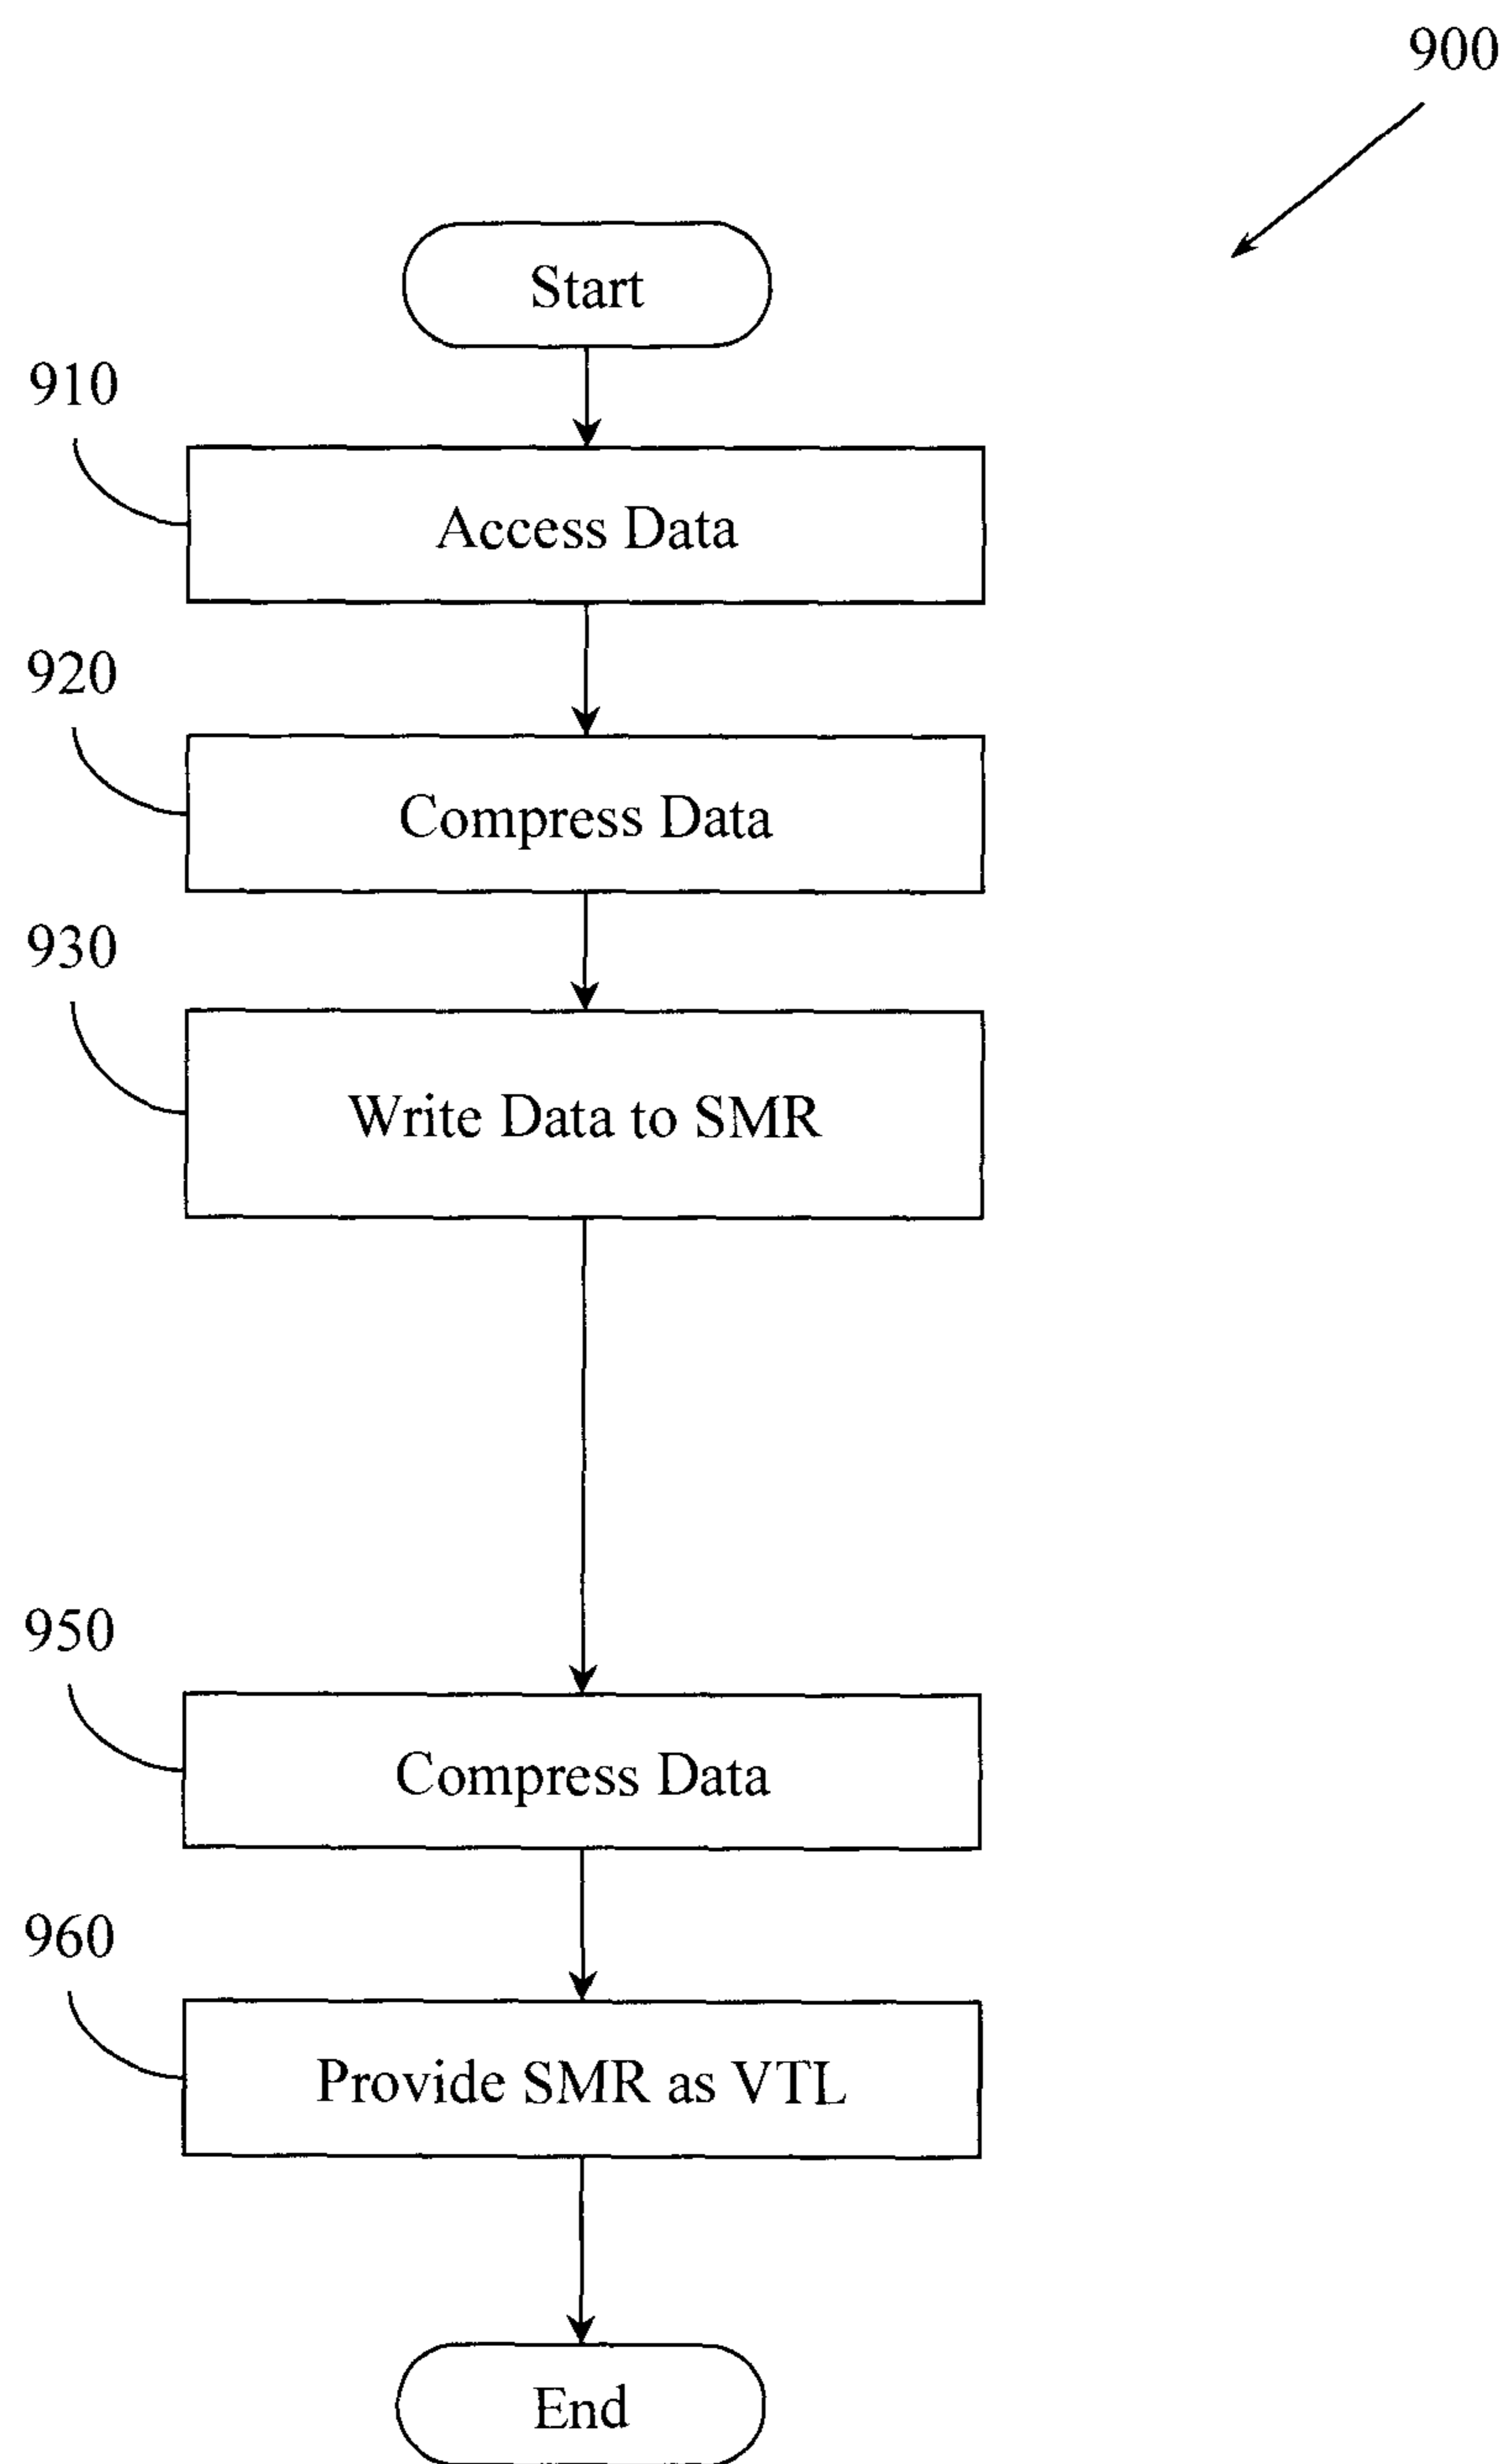 900
Start
910
Access Data
920
Compress Data
930
Write Data to SMR
950
Compress Data
960
Provide SMR as VTL
End